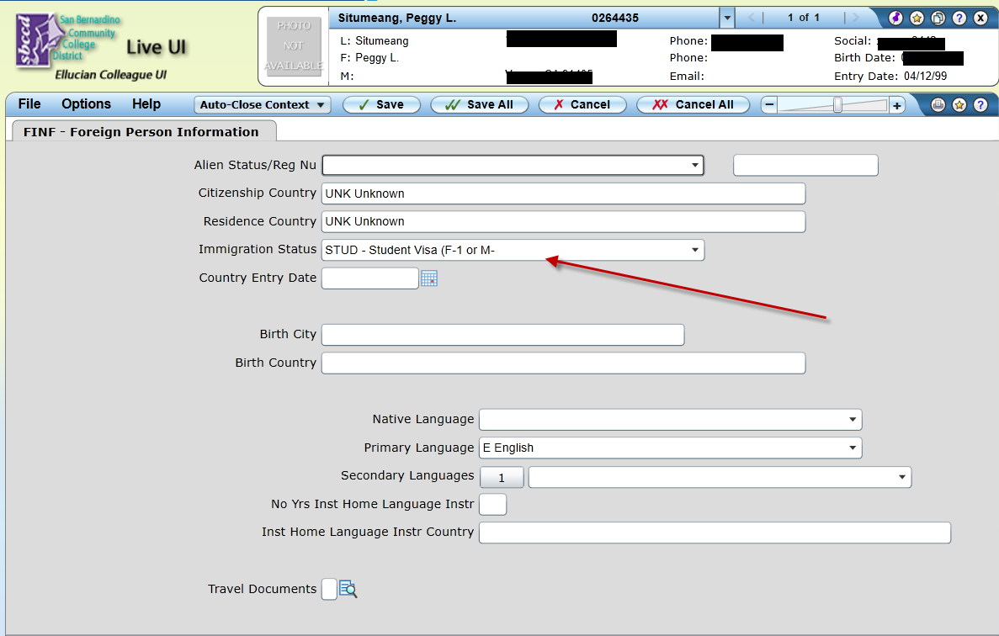 sbccd
San Bernardino
Community
College
District
Live UI
Ellucian Colleague UI
PHOTO
NOT
AVAILABLE
Situmeang, Peggy L. 0264435 1 of 1
L: Situmeang Phone: Social:
F: Peggy L. Phone: Birth Date:
M: Email: Entry Date: 04/12/99
File Options Help Auto-Close Context Save Save All Cancel Cancel All
FINF - Foreign Person Information
Alien Status/Reg Nu
Citizenship Country UNK Unknown
Residence Country UNK Unknown
Immigration Status STUD - Student Visa (F-1 or M-
Country Entry Date
Birth City
Birth Country
Native Language
Primary Language E English
Secondary Languages 1
No Yrs Inst Home Language Instr
Inst Home Language Instr Country
Travel Documents